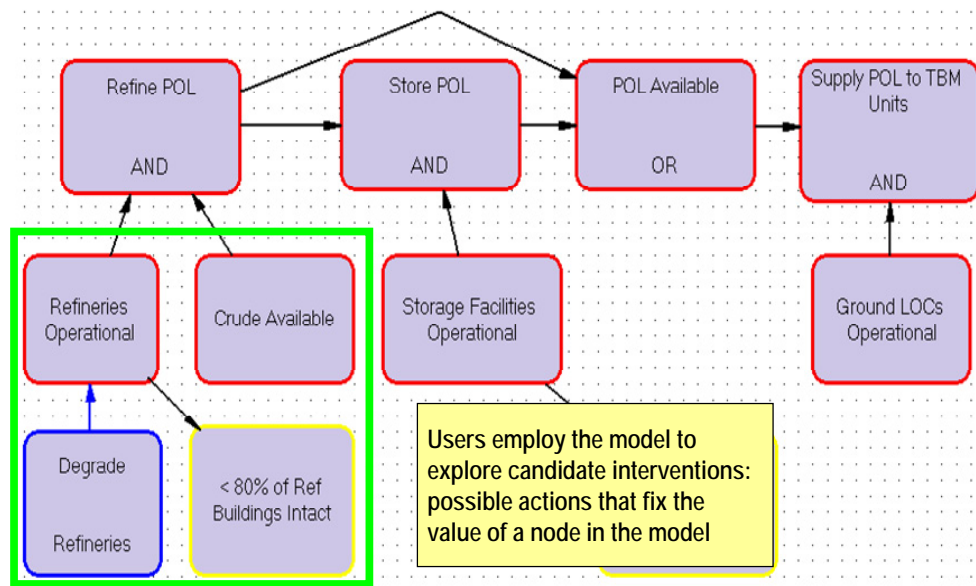 Refine POL
AND
Store POL
AND
POL Available
OR
Supply POL to TBM
Units
AND
Refineries
Operational
Crude Available
Storage Facilities
Operational
Ground LOCs
Operational
Degrade
Refineries
< 80% of Ref
Buildings Intact
Users employ the model to
explore candidate interventions:
possible actions that fix the
value of a node in the model